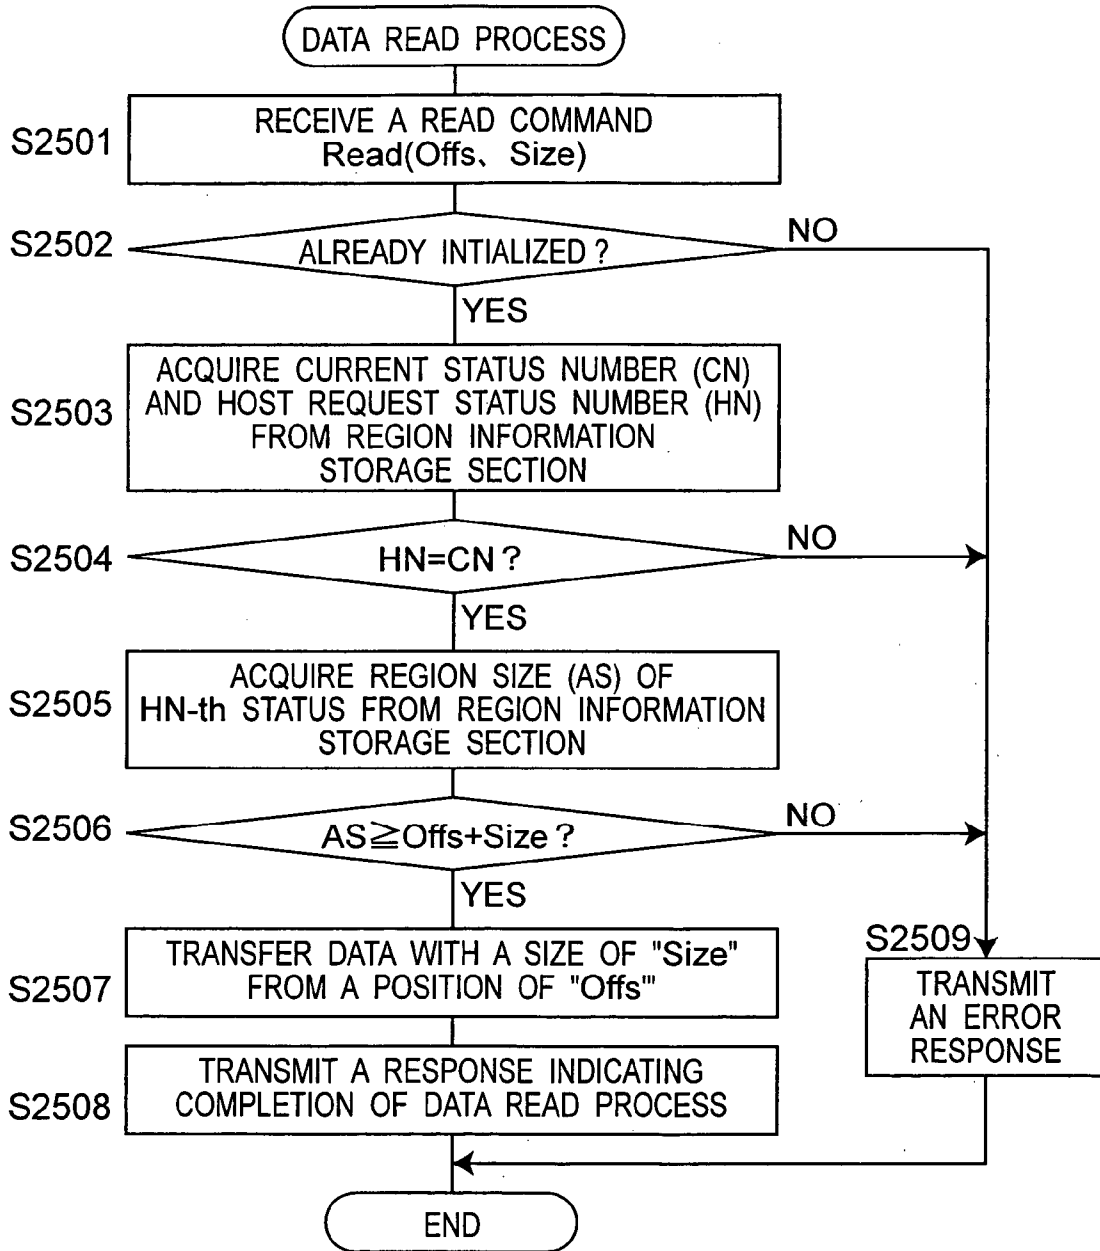 DATA READ PROCESS
S2501
RECEIVE A READ COMMAND
Read(Offs、Size)
S2502
ALREADY INTIALIZED?
NO
YES
S2503
ACQUIRE CURRENT STATUS NUMBER (CN)
AND HOST REQUEST STATUS NUMBER (HN)
FROM REGION INFORMATION
STORAGE SECTION
S2504
HN=CN?
NO
YES
S2505
ACQUIRE REGION SIZE (AS) OF
HN-th STATUS FROM REGION INFORMATION
STORAGE SECTION
S2506
AS≧Offs+Size?
NO
YES
S2507
TRANSFER DATA WITH A SIZE OF "Size"
FROM A POSITION OF "Offs'"
S2509
TRANSMIT
AN ERROR
RESPONSE
S2508
TRANSMIT A RESPONSE INDICATING
COMPLETION OF DATA READ PROCESS
END